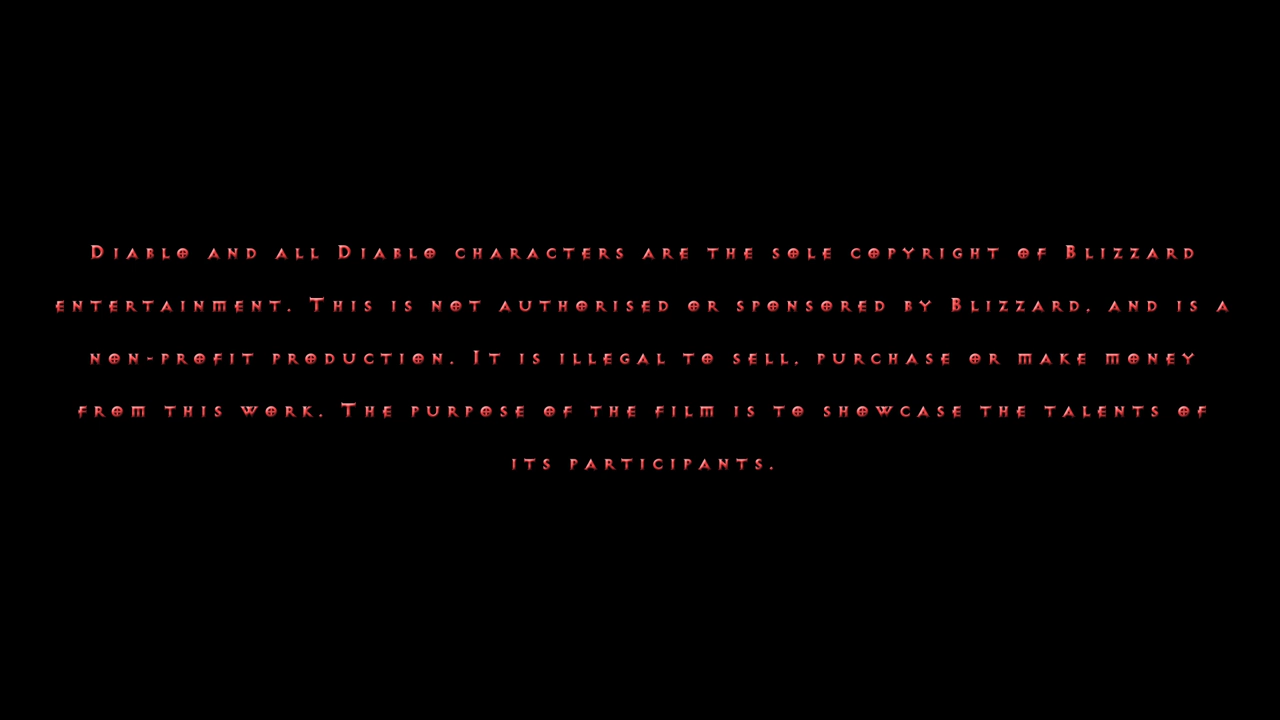 Diablo and all Diablo characters are the sole copyright of Blizzard
entertainment. This is not authorised or sponsored by Blizzard, and is a
non-profit production. It is illegal to sell, purchase or make money
from this work. The purpose of the film is to showcase the talents of
its participants.